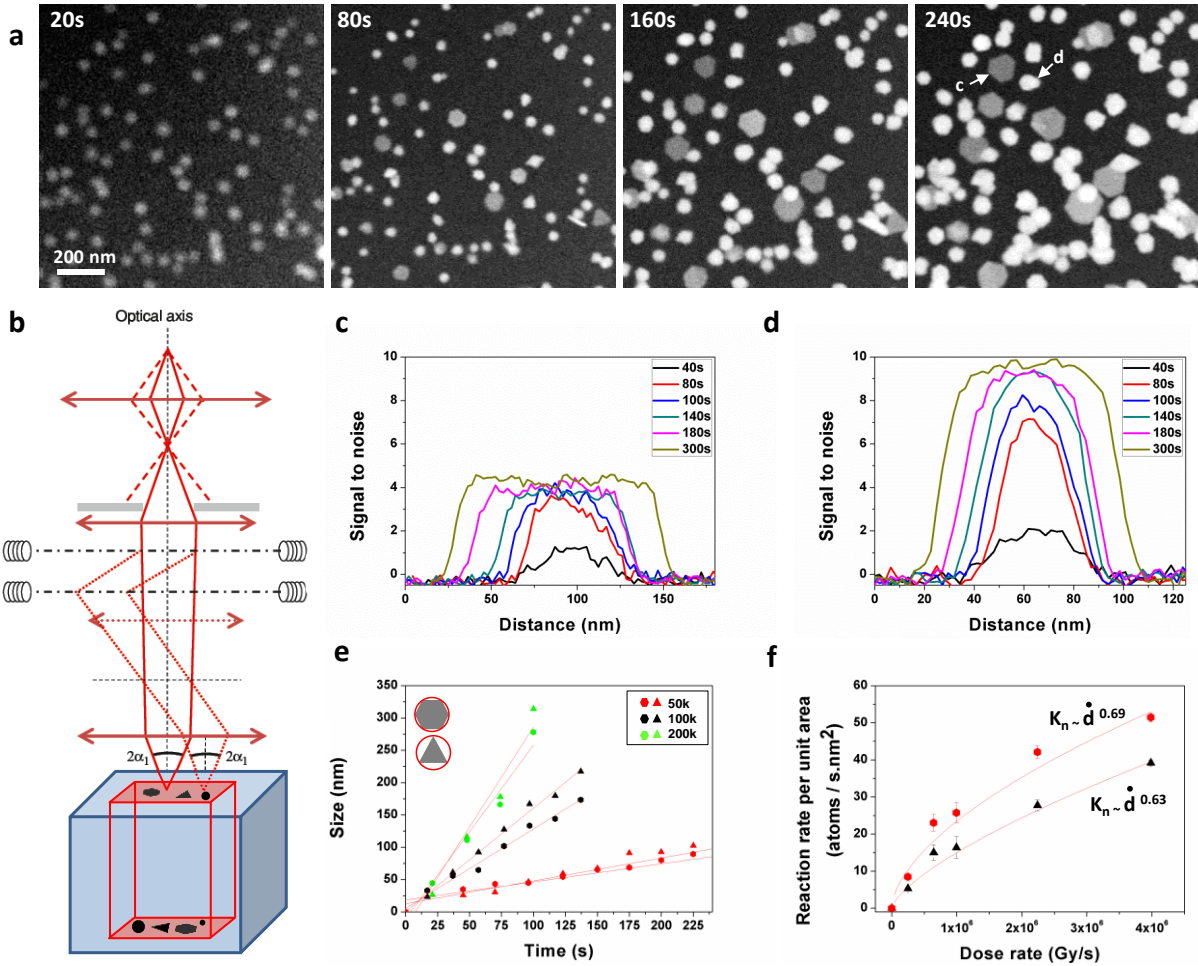 a
20s
80s
160s
240s
c
d
200 nm
b
Optical axis
2α1
2α1
c
Signal to noise
10
8
6
4
2
0
0
50
100
150
Distance (nm)
40s
80s
100s
140s
180s
300s
d
Signal to noise
10
8
6
4
2
0
0
20
40
60
80
100
120
Distance (nm)
40s
80s
100s
140s
180s
300s
e
Size (nm)
350
300
250
200
150
100
50
0
0
25
50
75
100
125
150
175
200
225
Time (s)
50k
100k
200k
f
Reaction rate per unit area
(atoms / s.nm²)
60
50
40
30
20
10
0
0
1x10⁶
2x10⁶
3x10⁶
4x10⁶
Dose rate (Gy/s)
Kn ~ ḋ 0.69
Kn ~ ḋ 0.63